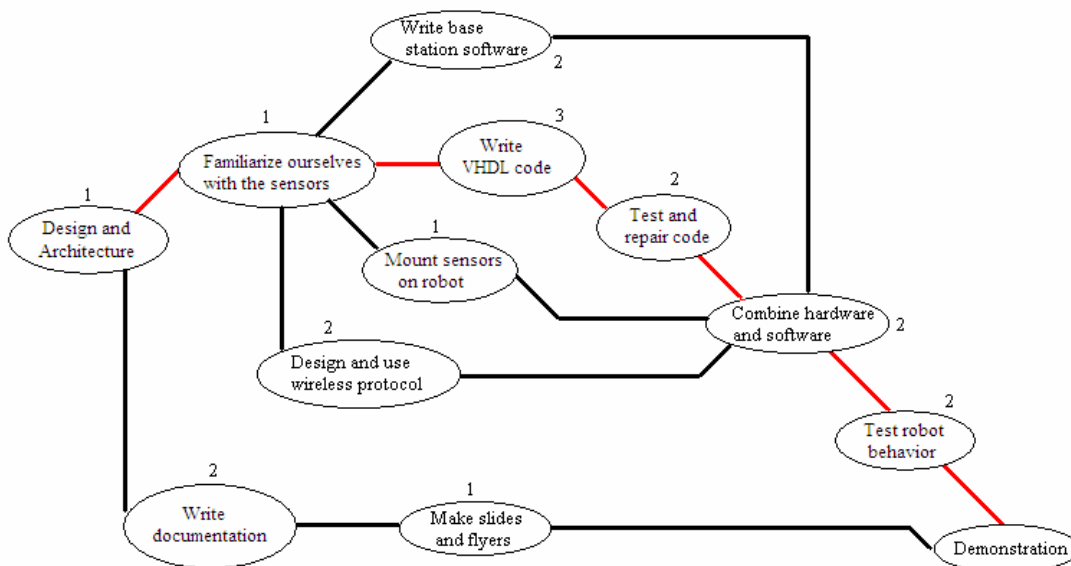 Write base
station software
2
1
Familiarize ourselves
with the sensors
3
Write
VHDL code
1
Design and
Architecture
2
Test and
repair code
1
Mount sensors
on robot
Combine hardware
and software
2
2
Design and use
wireless protocol
2
Test robot
behavior
2
Write
documentation
1
Make slides
and flyers
Demonstration